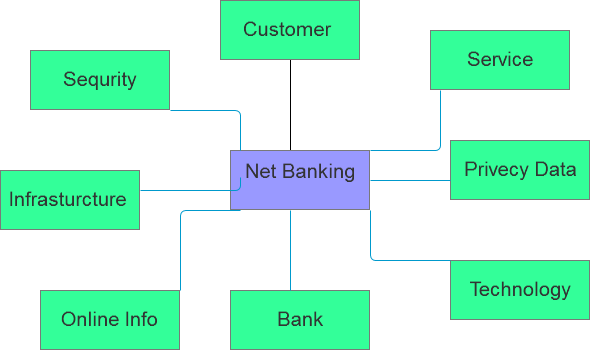 Customer
Service
Sequrity
Net Banking
Privecy Data
Infrasturcture
Technology
Online Info
Bank